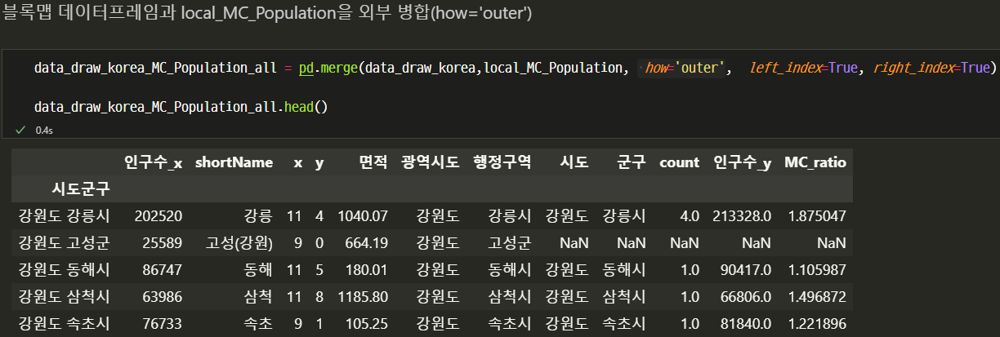 블록맵 데이터프레임과 local_MC_Population을 외부 병합(how='outer')
data_draw_korea_MC_Population_all = pd.merge(data_draw_korea,local_MC_Population, how='outer', left_index=True, right_index=True)
data_draw_korea_MC_Population_all.head()
✓ 0.4s
인구수_x shortName x y 면적 광역시도 행정구역 시도 군구 count 인구수_y MC_ratio
시도군구
강원도 강릉시 202520 강릉 11 4 1040.07 강원도 강릉시 강원도 강릉시 4.0 213328.0 1.875047
강원도 고성군 25589 고성(강원) 9 0 664.19 강원도 고성군 NaN NaN NaN NaN NaN
강원도 동해시 86747 동해 11 5 180.01 강원도 동해시 강원도 동해시 1.0 90417.0 1.105987
강원도 삼척시 63986 삼척 11 8 1185.80 강원도 삼척시 강원도 삼척시 1.0 66806.0 1.496872
강원도 속초시 76733 속초 9 1 105.25 강원도 속초시 강원도 속초시 1.0 81840.0 1.221896